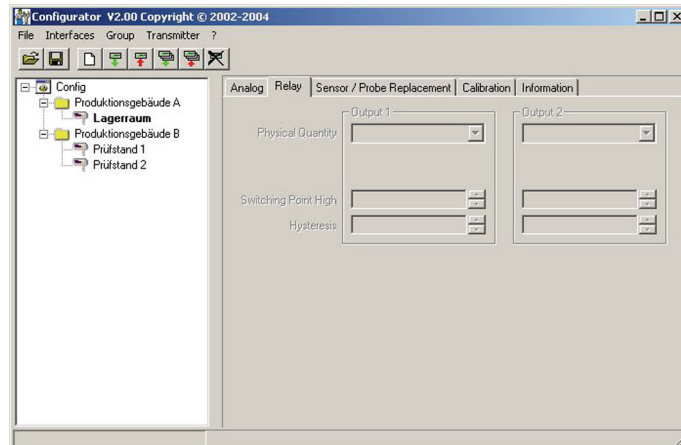 Configurator V2.00 Copyright © 2002-2004
File Interfaces Group Transmitter ?
Config
Produktionsgebäude A
Lagerraum
Produktionsgebäude B
Prüfstand 1
Prüfstand 2
Analog Relay Sensor / Probe Replacement Calibration Information
Output 1 Output 2
Physical Quantity
Switching Point High
Hysteresis